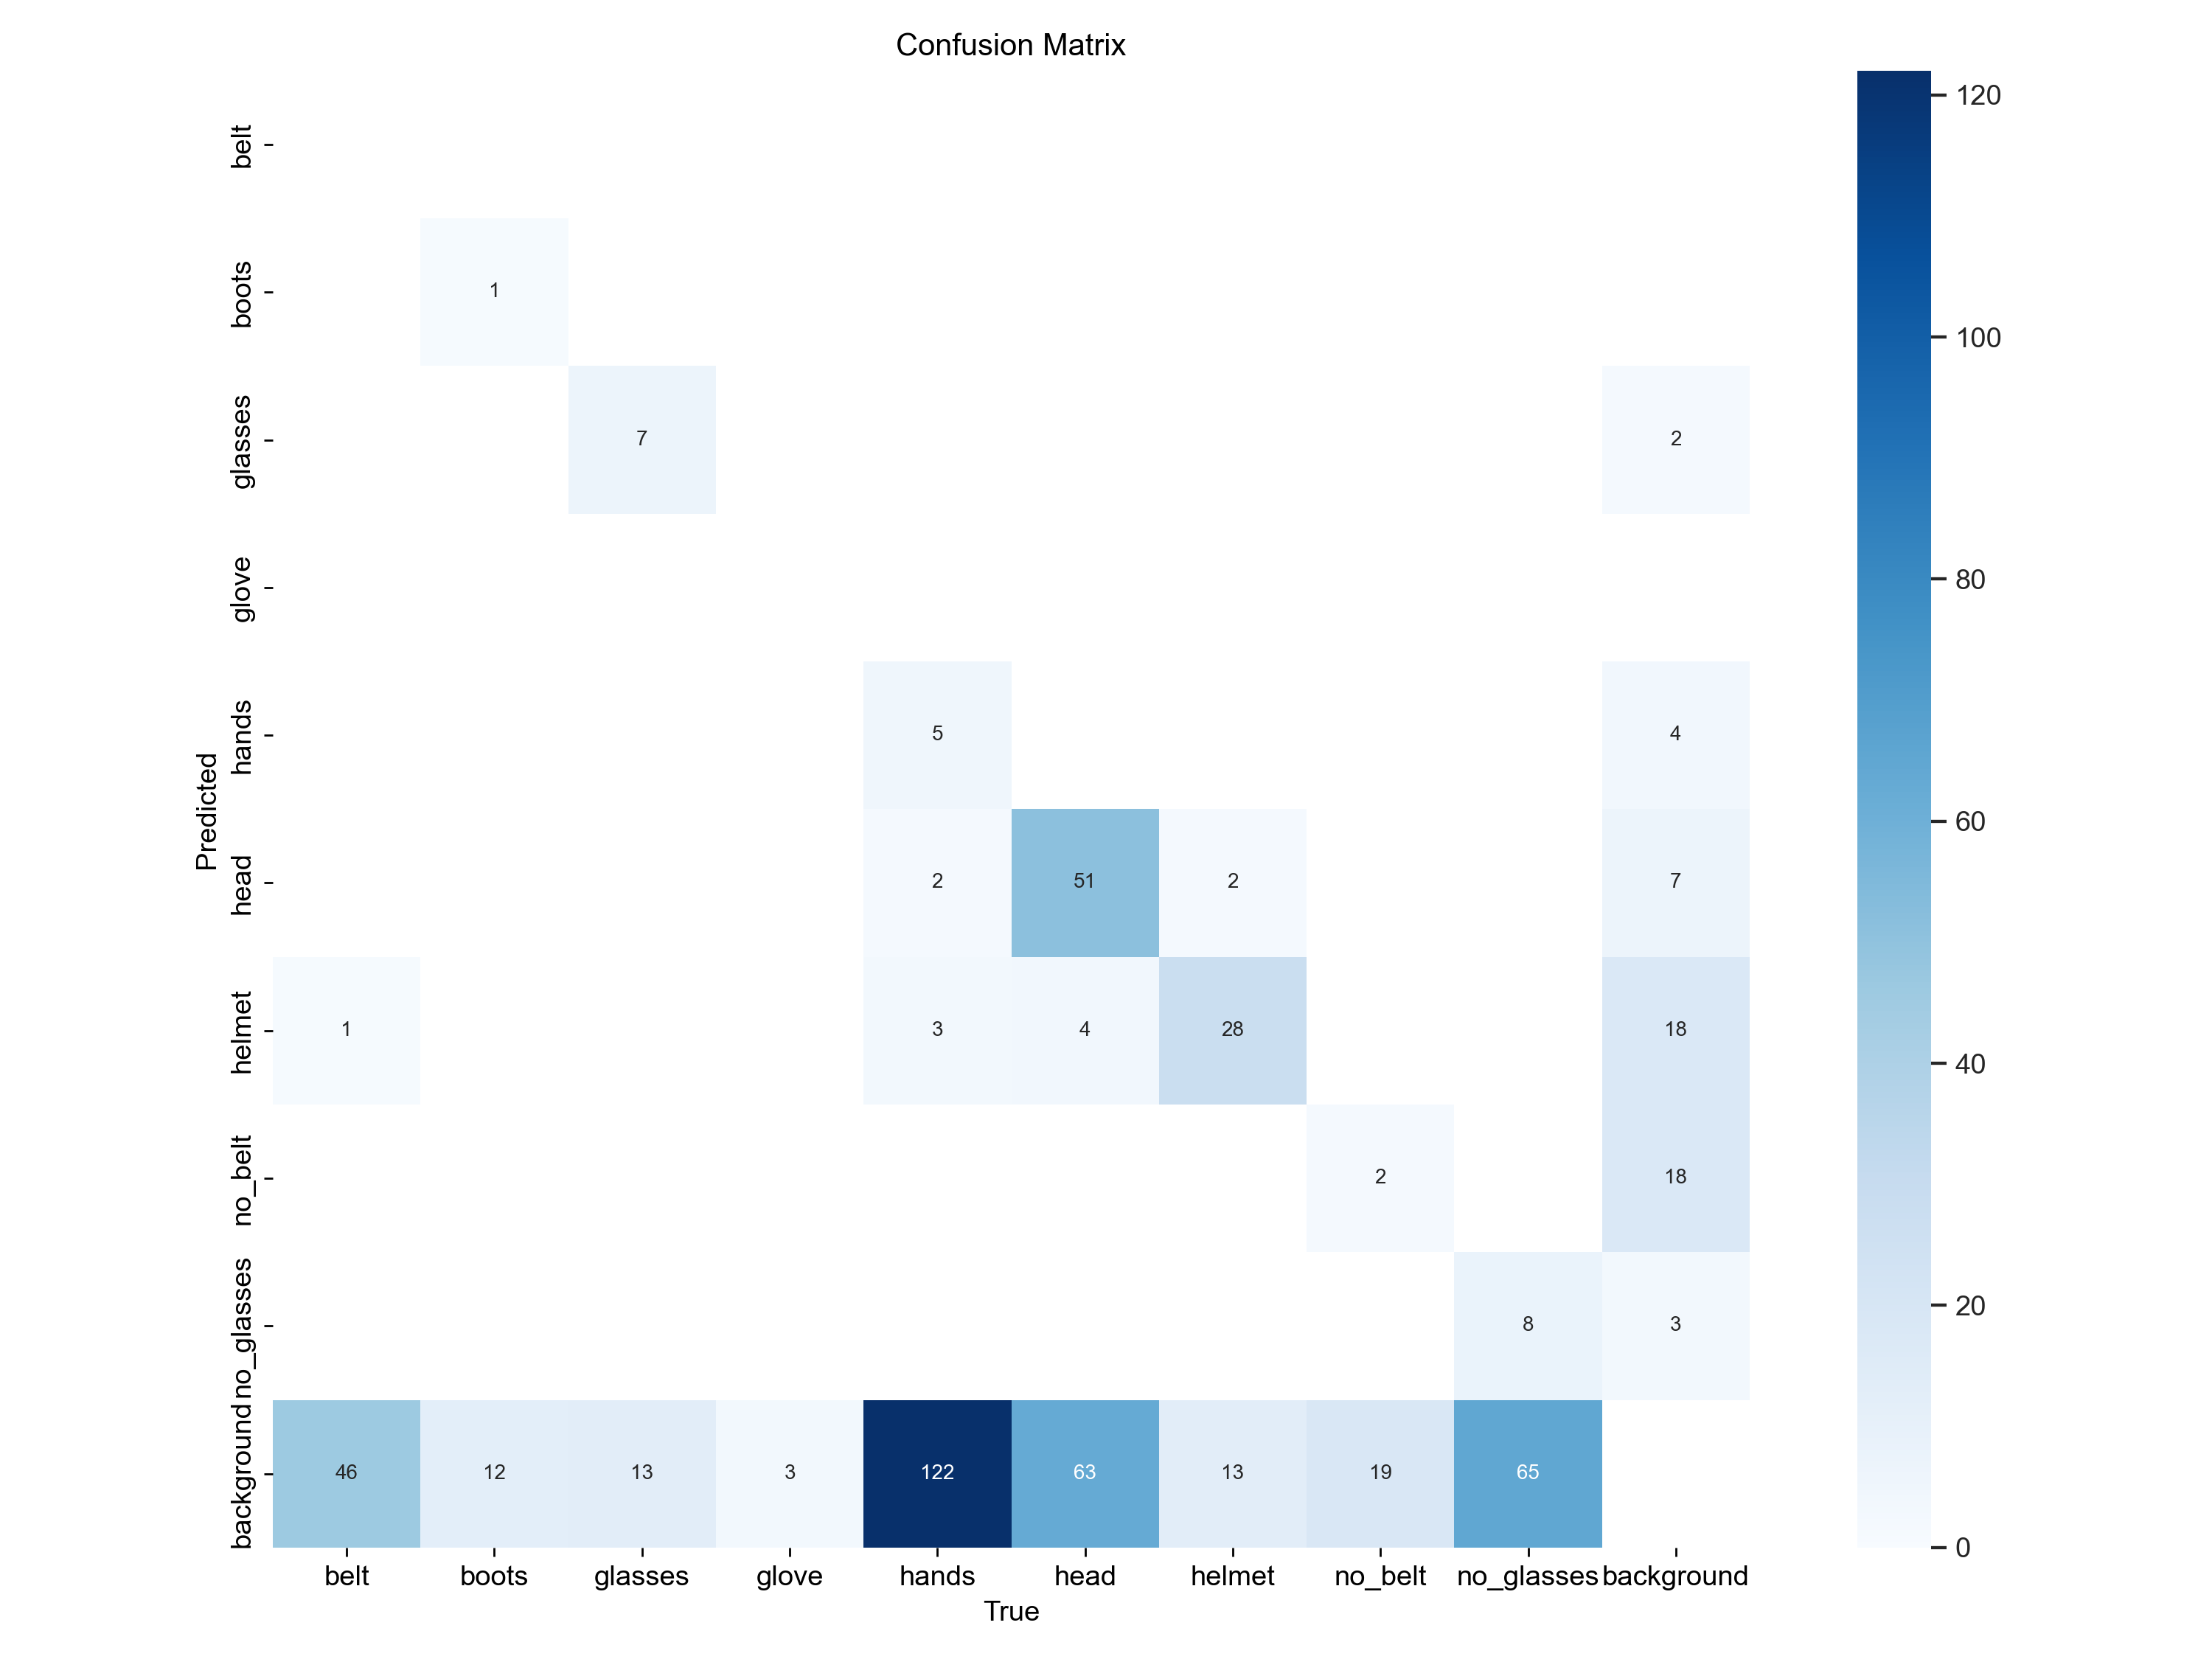 Confusion Matrix
belt
boots
1
glasses
7 2
glove
hands
5 4
head
2 51 2 7
helmet
1 3 4 28 18
no_belt
2 18
no_glasses
8 3
background
46 12 13 3 122 63 13 19 65
Predicted
belt boots glasses glove hands head helmet no_belt no_glasses background
True
120
100
80
60
40
20
0